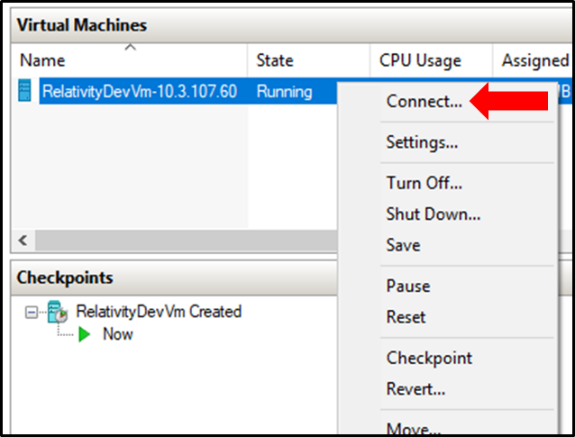 Virtual Machines
Name State CPU Usage Assigned
RelativityDevVm-10.3.107.60 Running
Connect...
Settings...
Turn Off...
Shut Down...
Save
Pause
Reset
Checkpoint
Revert...
Move...
Checkpoints
RelativityDevVm Created
Now